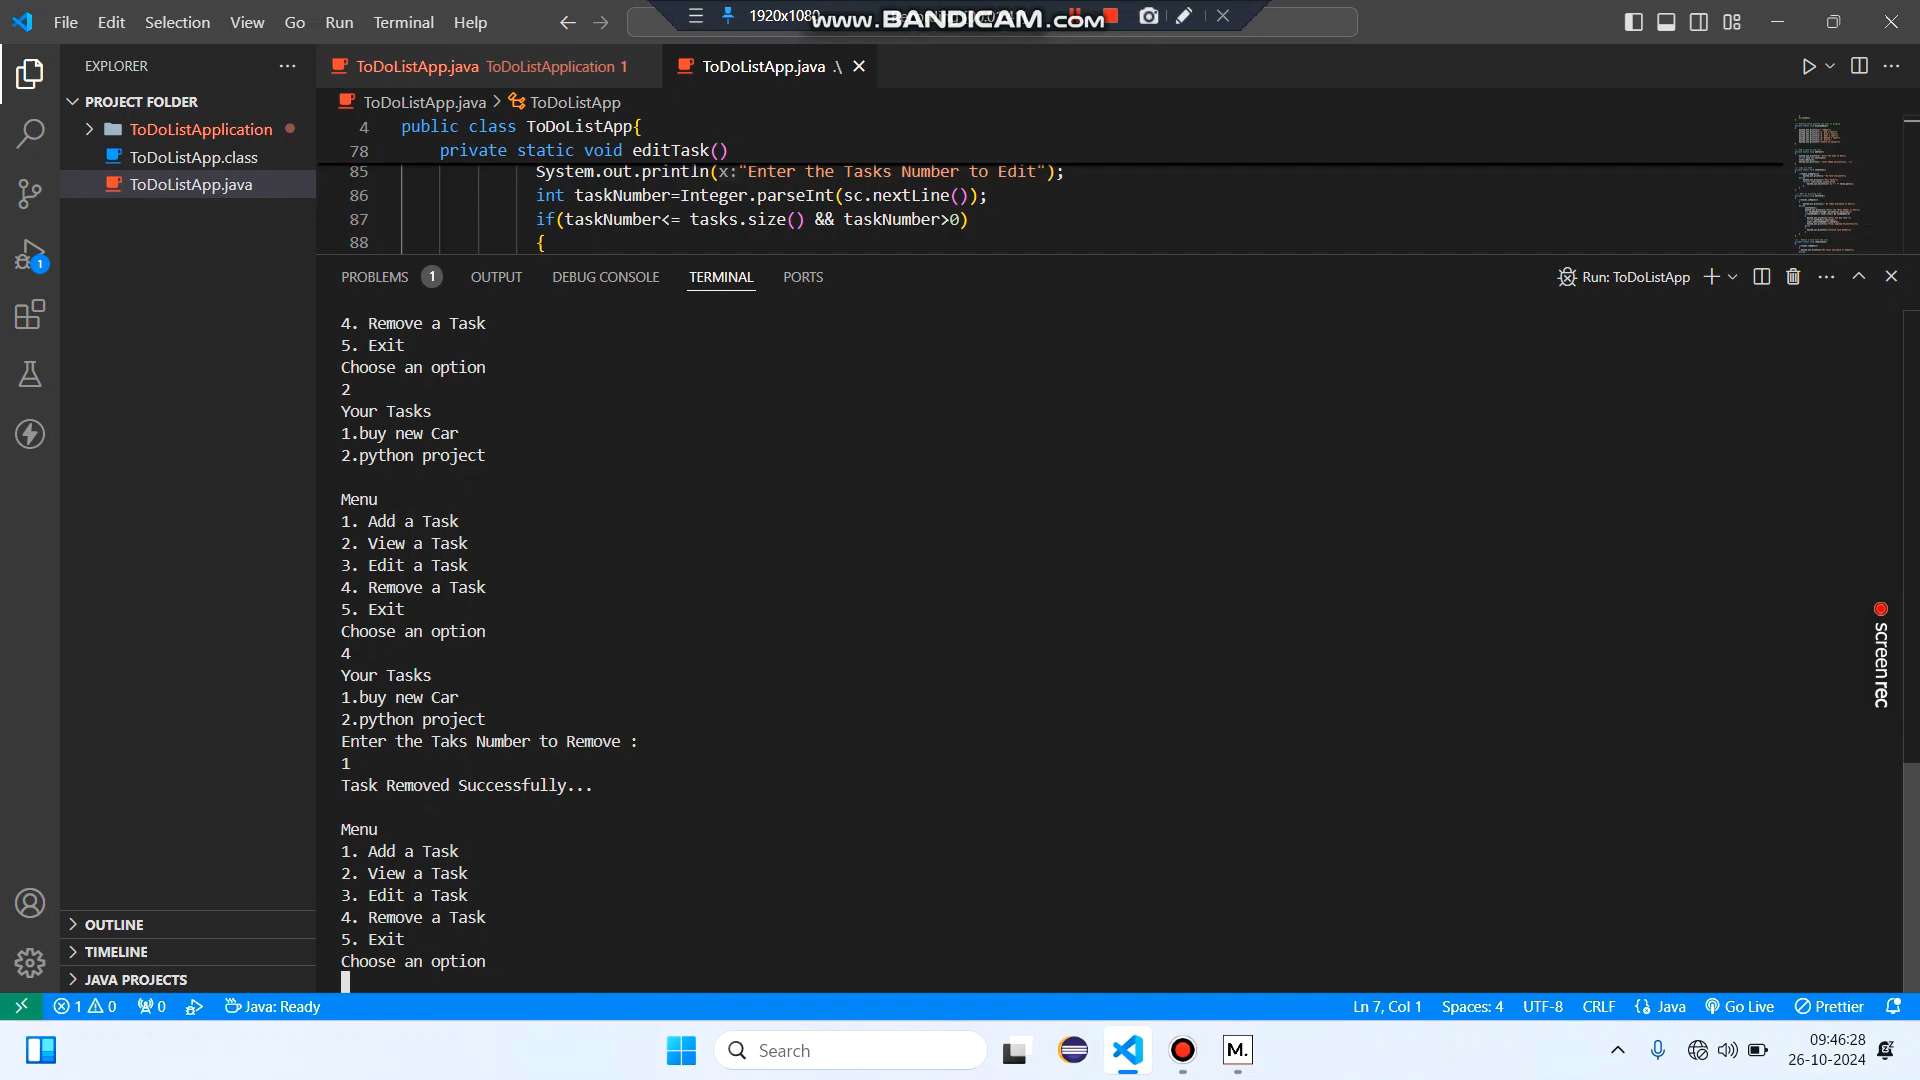 File Edit Selection View Go Run Terminal Help
1920x1080
www.BANDICAM.com
EXPLORER
PROJECT FOLDER
ToDoListApplication
ToDoListApp.class
ToDoListApp.java
OUTLINE
TIMELINE
JAVA PROJECTS
ToDoListApp.java ToDoListApplication 1
ToDoListApp.java .\
ToDoListApp.java > ToDoListApp
4 public class ToDoListApp{
78 private static void editTask()
85 System.out.println(x:"Enter the Tasks Number to Edit");
86 int taskNumber=Integer.parseInt(sc.nextLine());
87 if(taskNumber<= tasks.size() && taskNumber>0)
88 {
PROBLEMS 1 OUTPUT DEBUG CONSOLE TERMINAL PORTS
Run: ToDoListApp
4. Remove a Task
5. Exit
Choose an option
2
Your Tasks
1.buy new Car
2.python project
Menu
1. Add a Task
2. View a Task
3. Edit a Task
4. Remove a Task
5. Exit
Choose an option
4
Your Tasks
1.buy new Car
2.python project
Enter the Taks Number to Remove :
1
Task Removed Successfully...
Menu
1. Add a Task
2. View a Task
3. Edit a Task
4. Remove a Task
5. Exit
Choose an option
screenrec
1
1 0 0 Java: Ready
Ln 7, Col 1 Spaces: 4 UTF-8 CRLF {} Java Go Live Prettier
Search
M.
09:46:28
26-10-2024